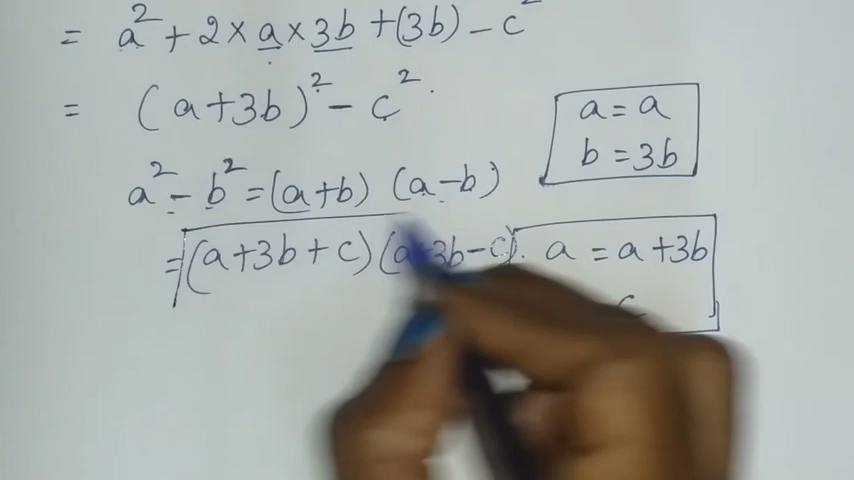 = a² + 2 × a × 3b + (3b) - c²
= (a+3b)² - c².
a = a
b = 3b
a² - b² = (a+b) (a-b)
= (a+3b+c) (a+3b-c).
a = a+3b
c